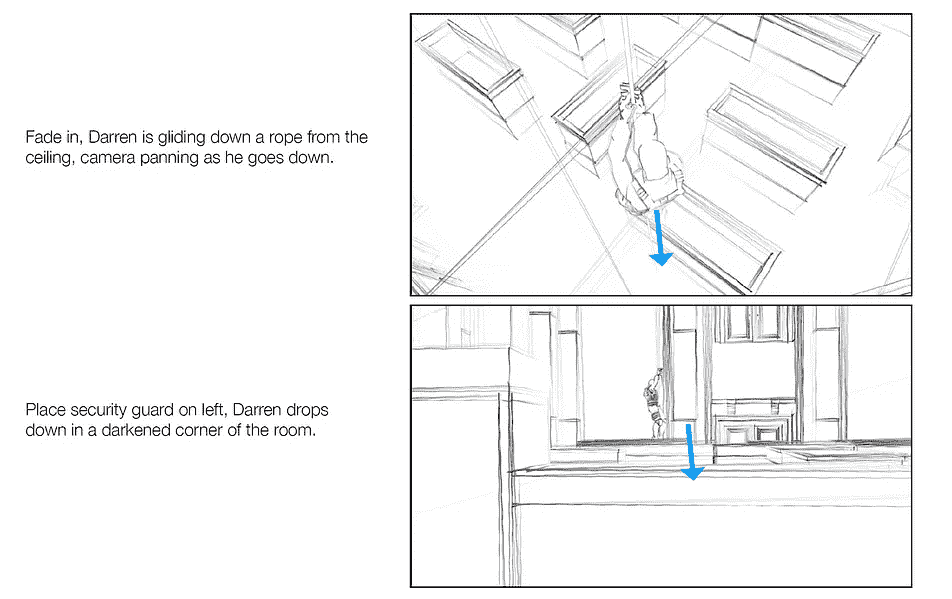 Fade in, Darren is gliding down a rope from the
ceiling, camera panning as he goes down.
Place security guard on left, Darren drops
down in a darkened corner of the room.